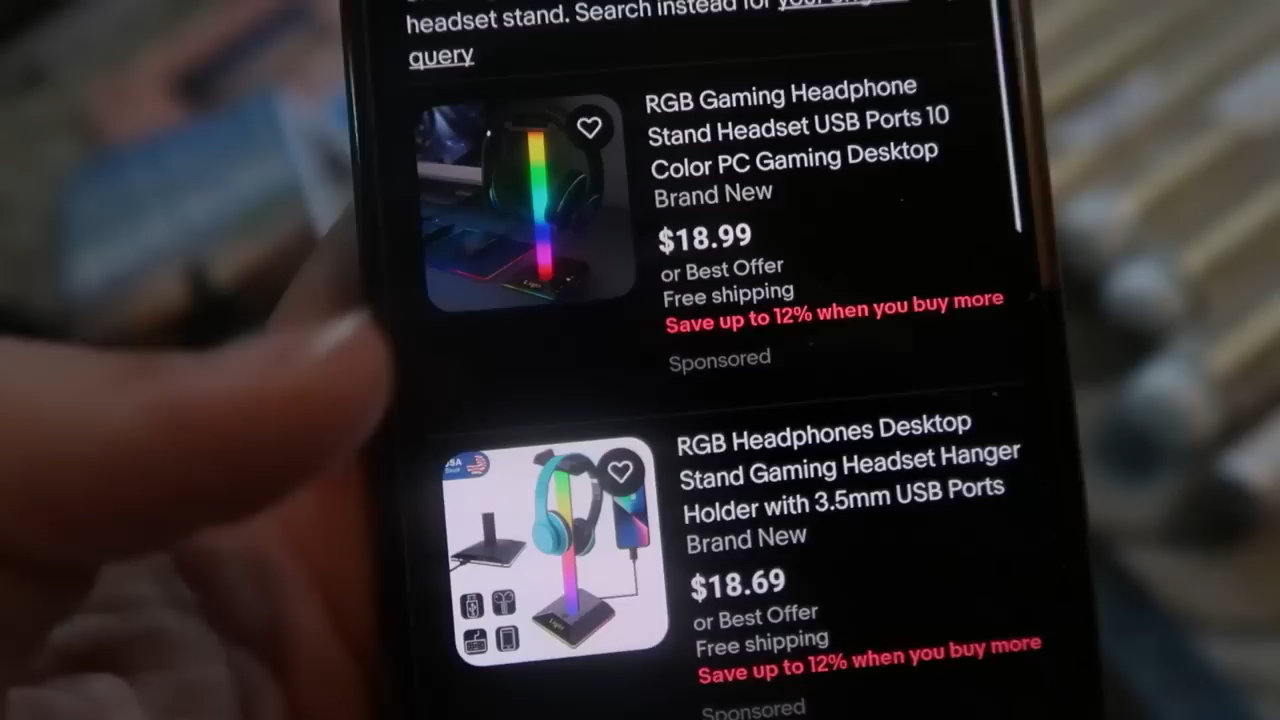 headset stand. Search instead for your
query
RGB Gaming Headphone
Stand Headset USB Ports 10
Color PC Gaming Desktop
Brand New
$18.99
or Best Offer
Free shipping
Save up to 12% when you buy more
Sponsored
Light
RGB Headphones Desktop
Stand Gaming Headset Hanger
Holder with 3.5mm USB Ports
Brand New
$18.69
or Best Offer
Free shipping
Save up to 12% when you buy more
Sponsored
Light